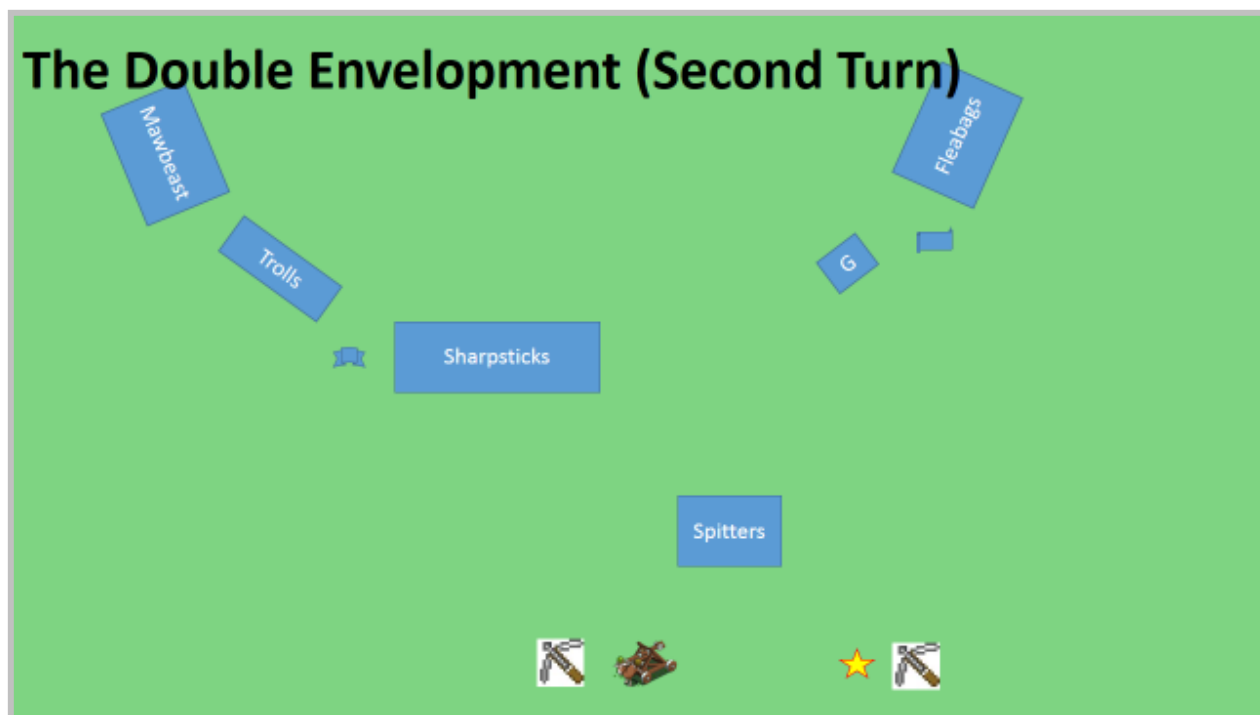 The Double Envelopment (Second Turn)
Mawbeast
Fleabags
Trolls
G
Sharpsticks
Spitters